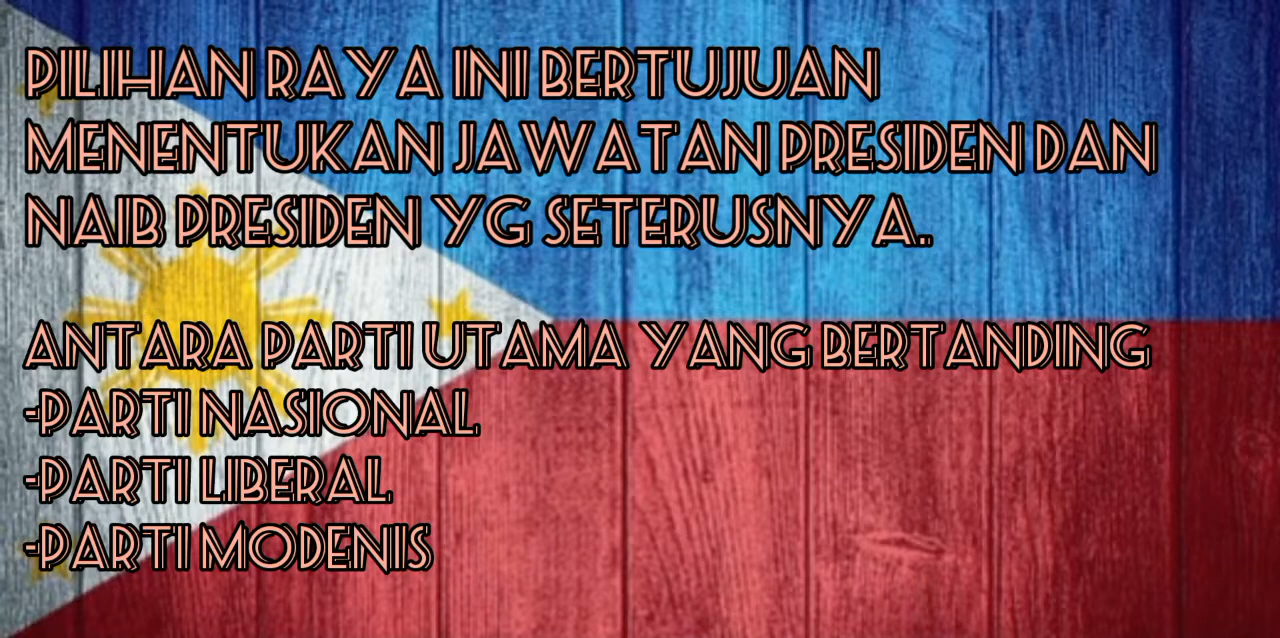 PILIHAN RAYA INI BERTUJUAN
MENENTUKAN JAWATAN PRESIDEN DAN
NAIB PRESIDEN YG SETERUSNYA..
ANTARA PARTI UTAMA YANG BERTANDING
-PARTI NASIONAL
-PARTI LIBERAL
-PARTI MODENIS